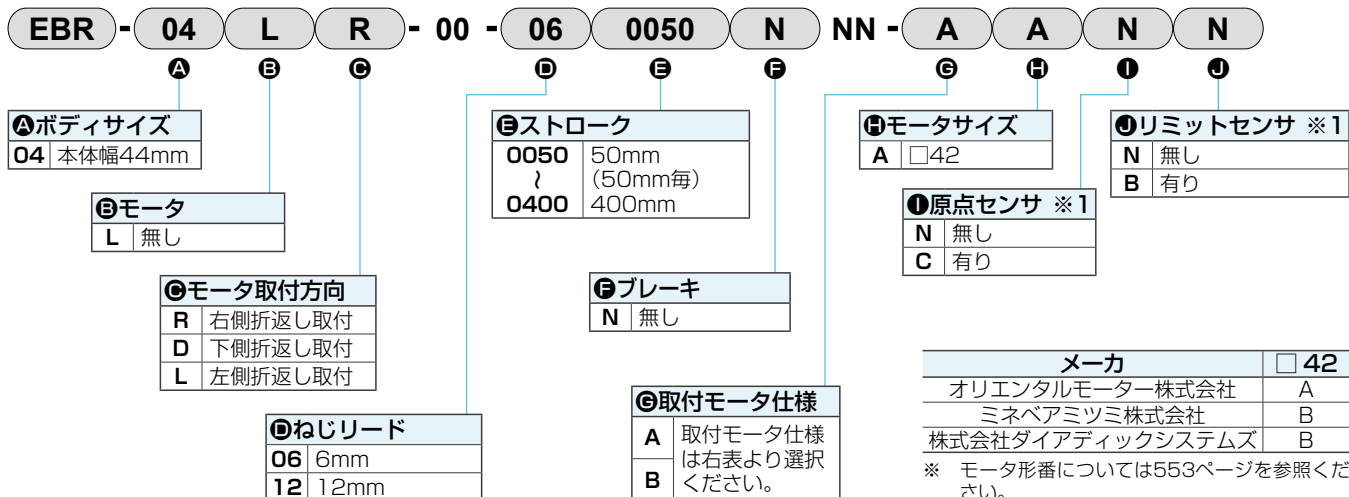 EBR - 04 L R - 00 - 06 0050 N NN - A A N N
A B C D E F G H I J
Aボディサイズ
04 本体幅44mm
Bモータ
L 無し
Cモータ取付方向
R 右側折返し取付
D 下側折返し取付
L 左側折返し取付
Dねじリード
06 6mm
12 12mm
Eストローク
0050 50mm
〜 (50mm毎)
0400 400mm
Fブレーキ
N 無し
G取付モータ仕様
A 取付モータ仕様
は右表より選択
B ください。
Hモータサイズ
A □42
I原点センサ ※1
N 無し
C 有り
Jリミットセンサ ※1
N 無し
B 有り
メーカ □42
オリエンタルモーター株式会社 A
ミネベアミツミ株式会社 B
株式会社ダイアディックシステムズ B
※ モータ形番については553ページを参照くだ
さい。